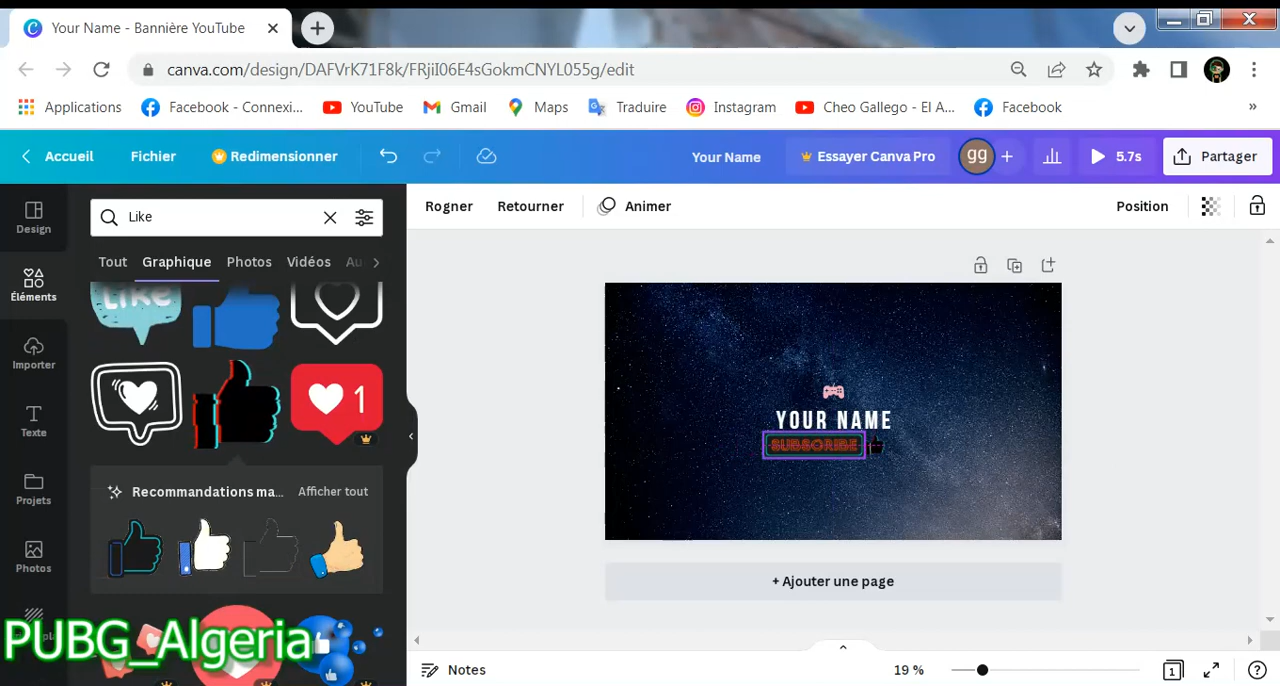 Your Name - Bannière YouTube
canva.com/design/DAFVrK71F8k/FRjiI06E4sGokmCNYL055g/edit
Applications
Facebook - Connexi...
YouTube
Gmail
Maps
Traduire
Instagram
Cheo Gallego - El A...
Facebook
»
Accueil
Fichier
Redimensionner
Your Name
Essayer Canva Pro
gg
5.7s
Partager
Design
Éléments
Importer
Texte
Projets
Photos
Like
Tout
Graphique
Photos
Vidéos
Au
LIKE
1
Recommandations ma...
Afficher tout
PUBG_Algeria
Rogner
Retourner
Animer
Position
YOUR NAME
SUBSCRIBE
+ Ajouter une page
Notes
19 %
1